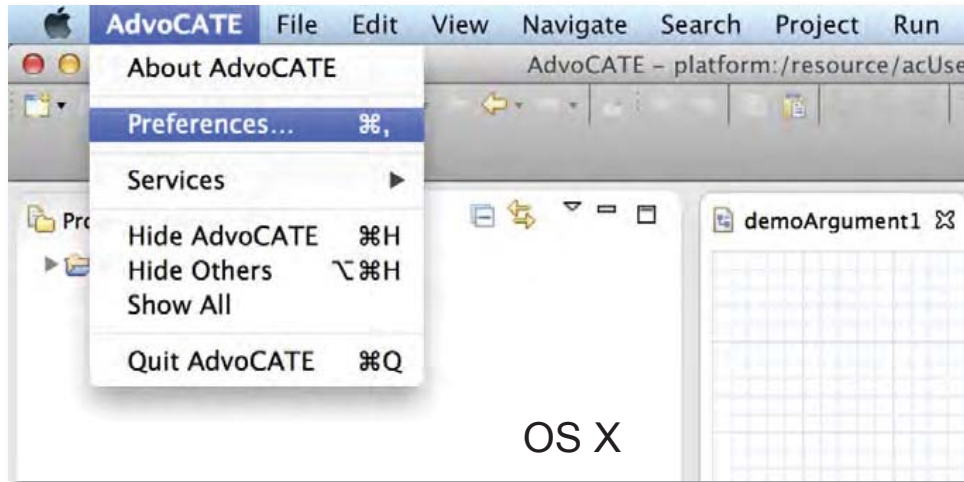 AdvoCATE File Edit View Navigate Search Project Run
AdvoCATE – platform:/resource/acUse
About AdvoCATE
Preferences... ⌘,
Services ▶
Pro
demoArgument1
Hide AdvoCATE ⌘H
Hide Others ⌥⌘H
Show All
Quit AdvoCATE ⌘Q
OS X